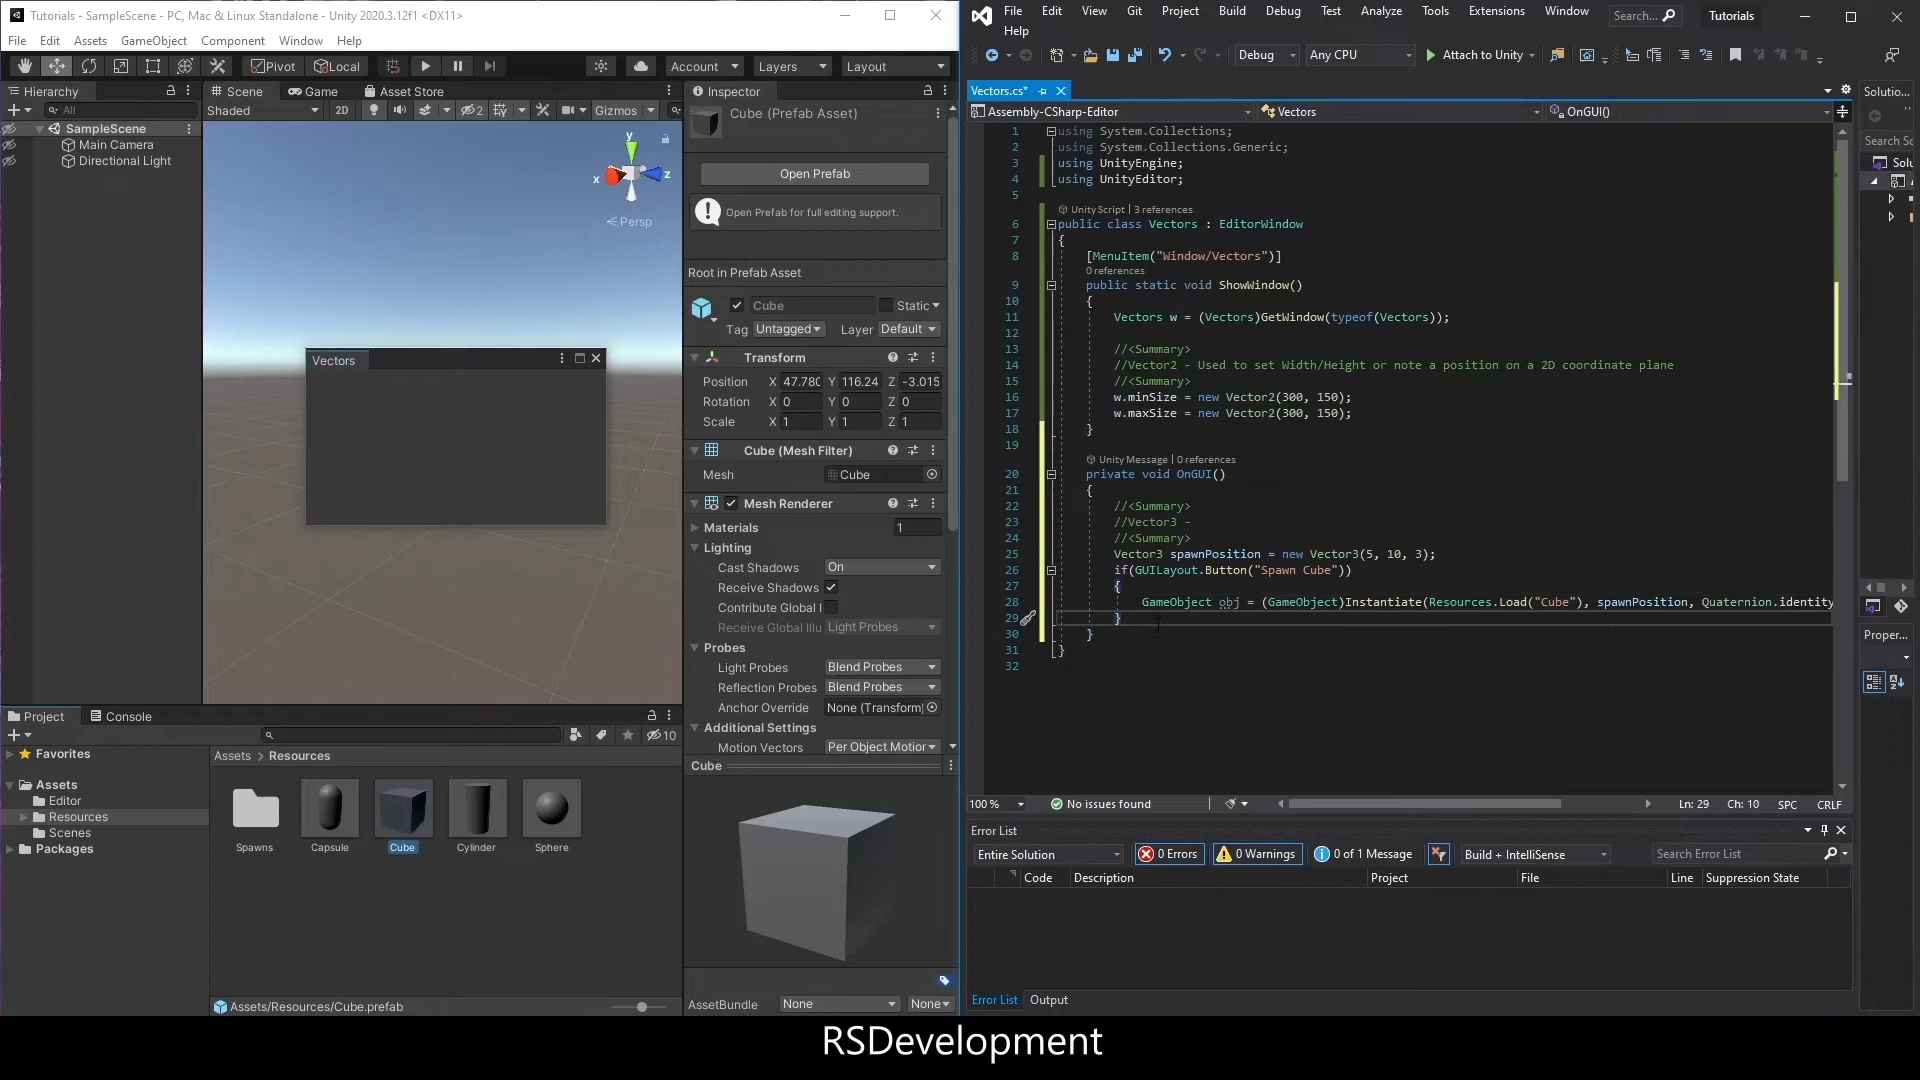 Tutorials - SampleScene - PC, Mac & Linux Standalone - Unity 2020.3.12f1 <DX11>
File Edit Assets GameObject Component Window Help
Pivot Local Account Layers Layout
Hierarchy
All
SampleScene
Main Camera
Directional Light
Scene Game Asset Store
Shaded 2D 2 Gizmos
y
x z
Persp
Vectors
Inspector
Cube (Prefab Asset)
Open Prefab
Open Prefab for full editing support.
Root in Prefab Asset
Cube Static
Tag Untagged Layer Default
Transform
Position X 47.780 Y 116.24 Z -3.015
Rotation X 0 Y 0 Z 0
Scale X 1 Y 1 Z 1
Cube (Mesh Filter)
Mesh Cube
Mesh Renderer
Materials 1
Lighting
Cast Shadows On
Receive Shadows
Contribute Global I
Receive Global Illu Light Probes
Probes
Light Probes Blend Probes
Reflection Probes Blend Probes
Anchor Override None (Transform)
Additional Settings
Motion Vectors Per Object Motior
Cube
AssetBundle None None
Project Console
10
Favorites
Assets
Editor
Resources
Scenes
Packages
Assets > Resources
Spawns Capsule Cube Cylinder Sphere
Assets/Resources/Cube.prefab
File Edit View Git Project Build Debug Test Analyze Tools Extensions Window Search... Tutorials
Help
Debug Any CPU Attach to Unity
Vectors.cs*
Assembly-CSharp-Editor Vectors OnGUI()
1 using System.Collections;
2 using System.Collections.Generic;
3 using UnityEngine;
4 using UnityEditor;
5
Unity Script | 3 references
6 public class Vectors : EditorWindow
7 {
8 [MenuItem("Window/Vectors")]
0 references
9 public static void ShowWindow()
10 {
11 Vectors w = (Vectors)GetWindow(typeof(Vectors));
12
13 //<Summary>
14 //Vector2 - Used to set Width/Height or note a position on a 2D coordinate plane
15 //<Summary>
16 w.minSize = new Vector2(300, 150);
17 w.maxSize = new Vector2(300, 150);
18 }
19
Unity Message | 0 references
20 private void OnGUI()
21 {
22 //<Summary>
23 //Vector3 -
24 //<Summary>
25 Vector3 spawnPosition = new Vector3(5, 10, 3);
26 if(GUILayout.Button("Spawn Cube"))
27 {
28 GameObject obj = (GameObject)Instantiate(Resources.Load("Cube"), spawnPosition, Quaternion.identity
29 }
30 }
31 }
32
100 % No issues found Ln: 29 Ch: 10 SPC CRLF
Error List
Entire Solution 0 Errors 0 Warnings 0 of 1 Message Build + IntelliSense Search Error List
Code Description Project File Line Suppression State
Error List Output
Solutio...
Search So
Solu
Proper...
RSDevelopment